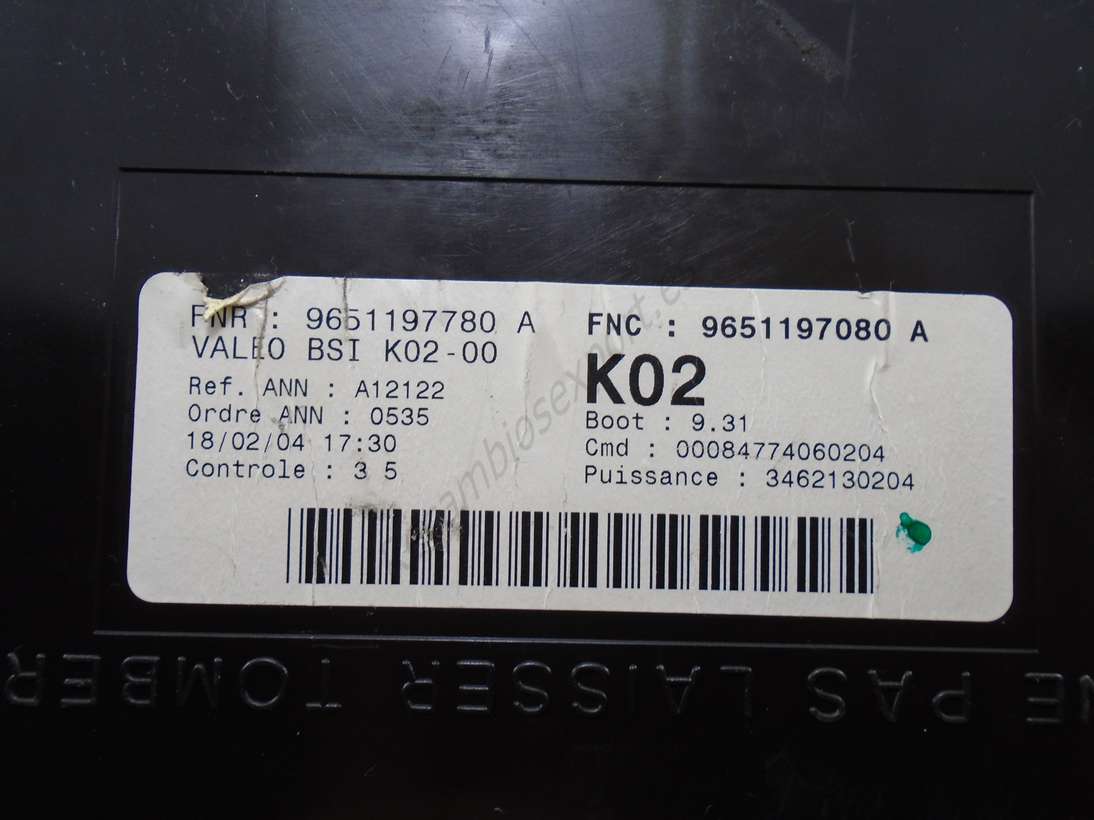 FNR : 9651197780 A
VALEO BSI K02-00
Ref. ANN : A12122
Ordre ANN : 0535
18/02/04 17:30
Controle : 3 5
FNC : 9651197080 A
K02
Boot : 9.31
Cmd : 00084774060204
Puissance : 3462130204
NE PAS LAISSER TOMBER